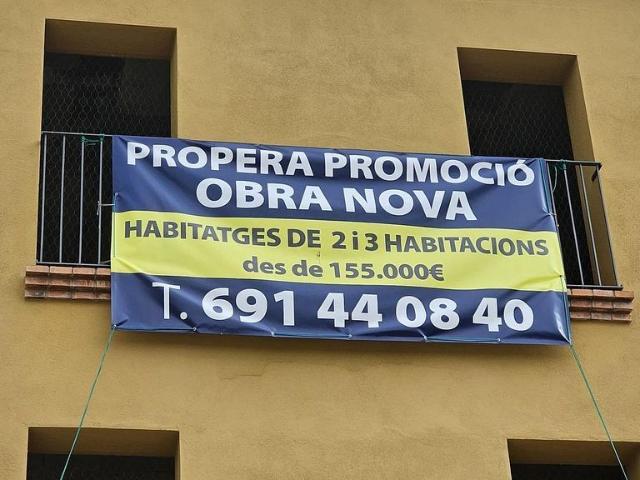 PROPERA PROMOCIÓ
OBRA NOVA
HABITATGES DE 2 i 3 HABITACIONS
des de 155.000€
T. 691 44 08 40